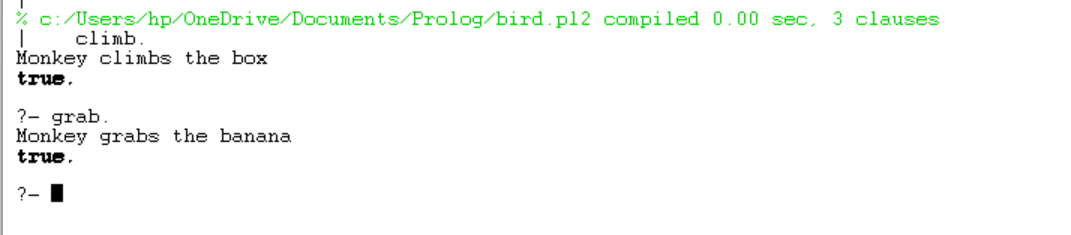 % c:/Users/hp/OneDrive/Documents/Prolog/bird.pl2 compiled 0.00 sec, 3 clauses
|    climb.
Monkey climbs the box
true.
?- grab.
Monkey grabs the banana
true.
?-